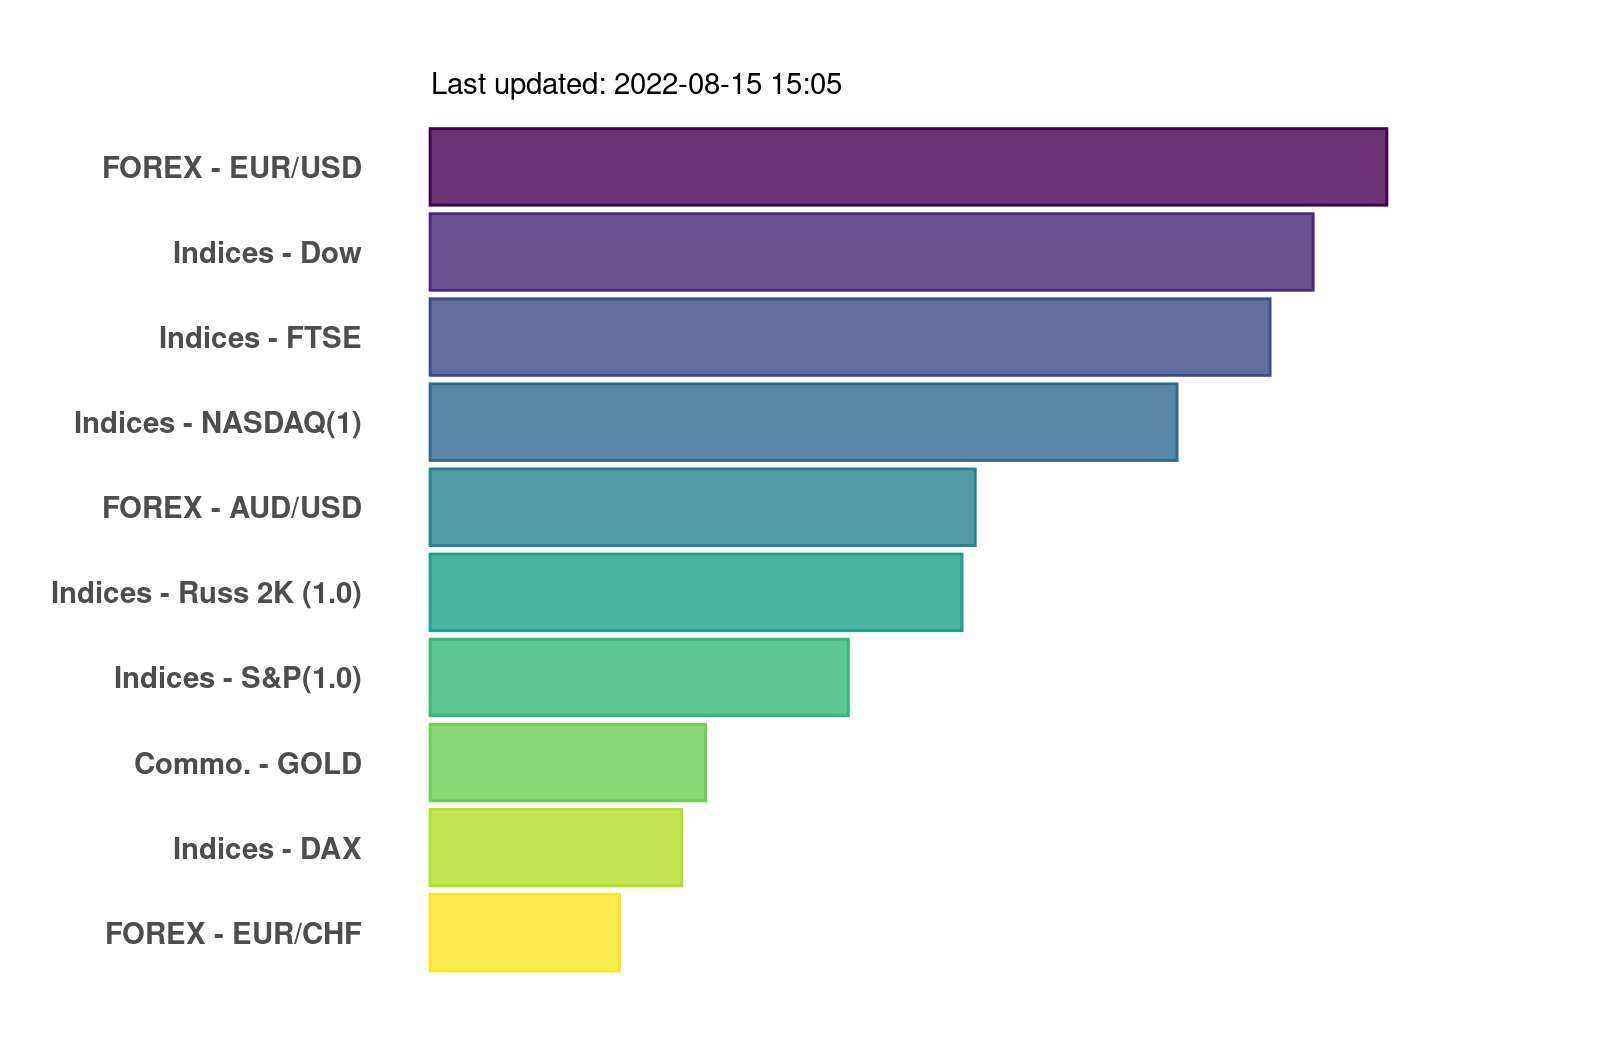 Last updated: 2022-08-15 15:05
FOREX - EUR/USD
Indices - Dow
Indices - FTSE
Indices - NASDAQ(1)
FOREX - AUD/USD
Indices - Russ 2K (1.0)
Indices - S&P(1.0)
Commo. - GOLD
Indices - DAX
FOREX - EUR/CHF